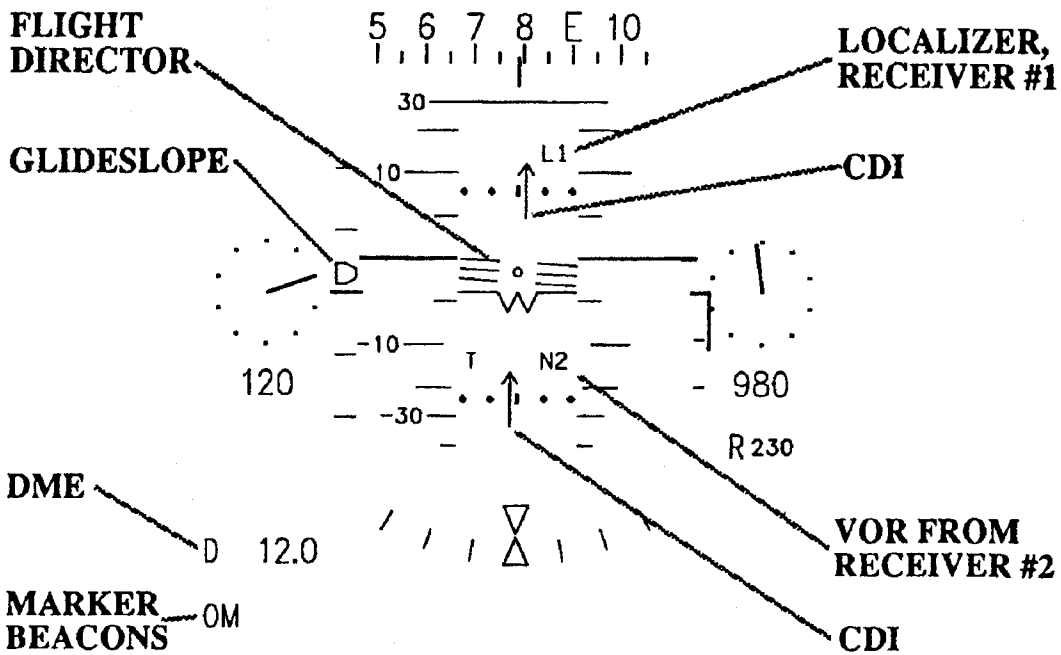 FLIGHT
DIRECTOR
5 6 7 8 E 10
LOCALIZER,
RECEIVER #1
30
GLIDESLOPE
L1
10
CDI
D
-10
T N2
120
980
-30
R 230
DME
D 12.0
VOR FROM
RECEIVER #2
MARKER
BEACONS
OM
CDI